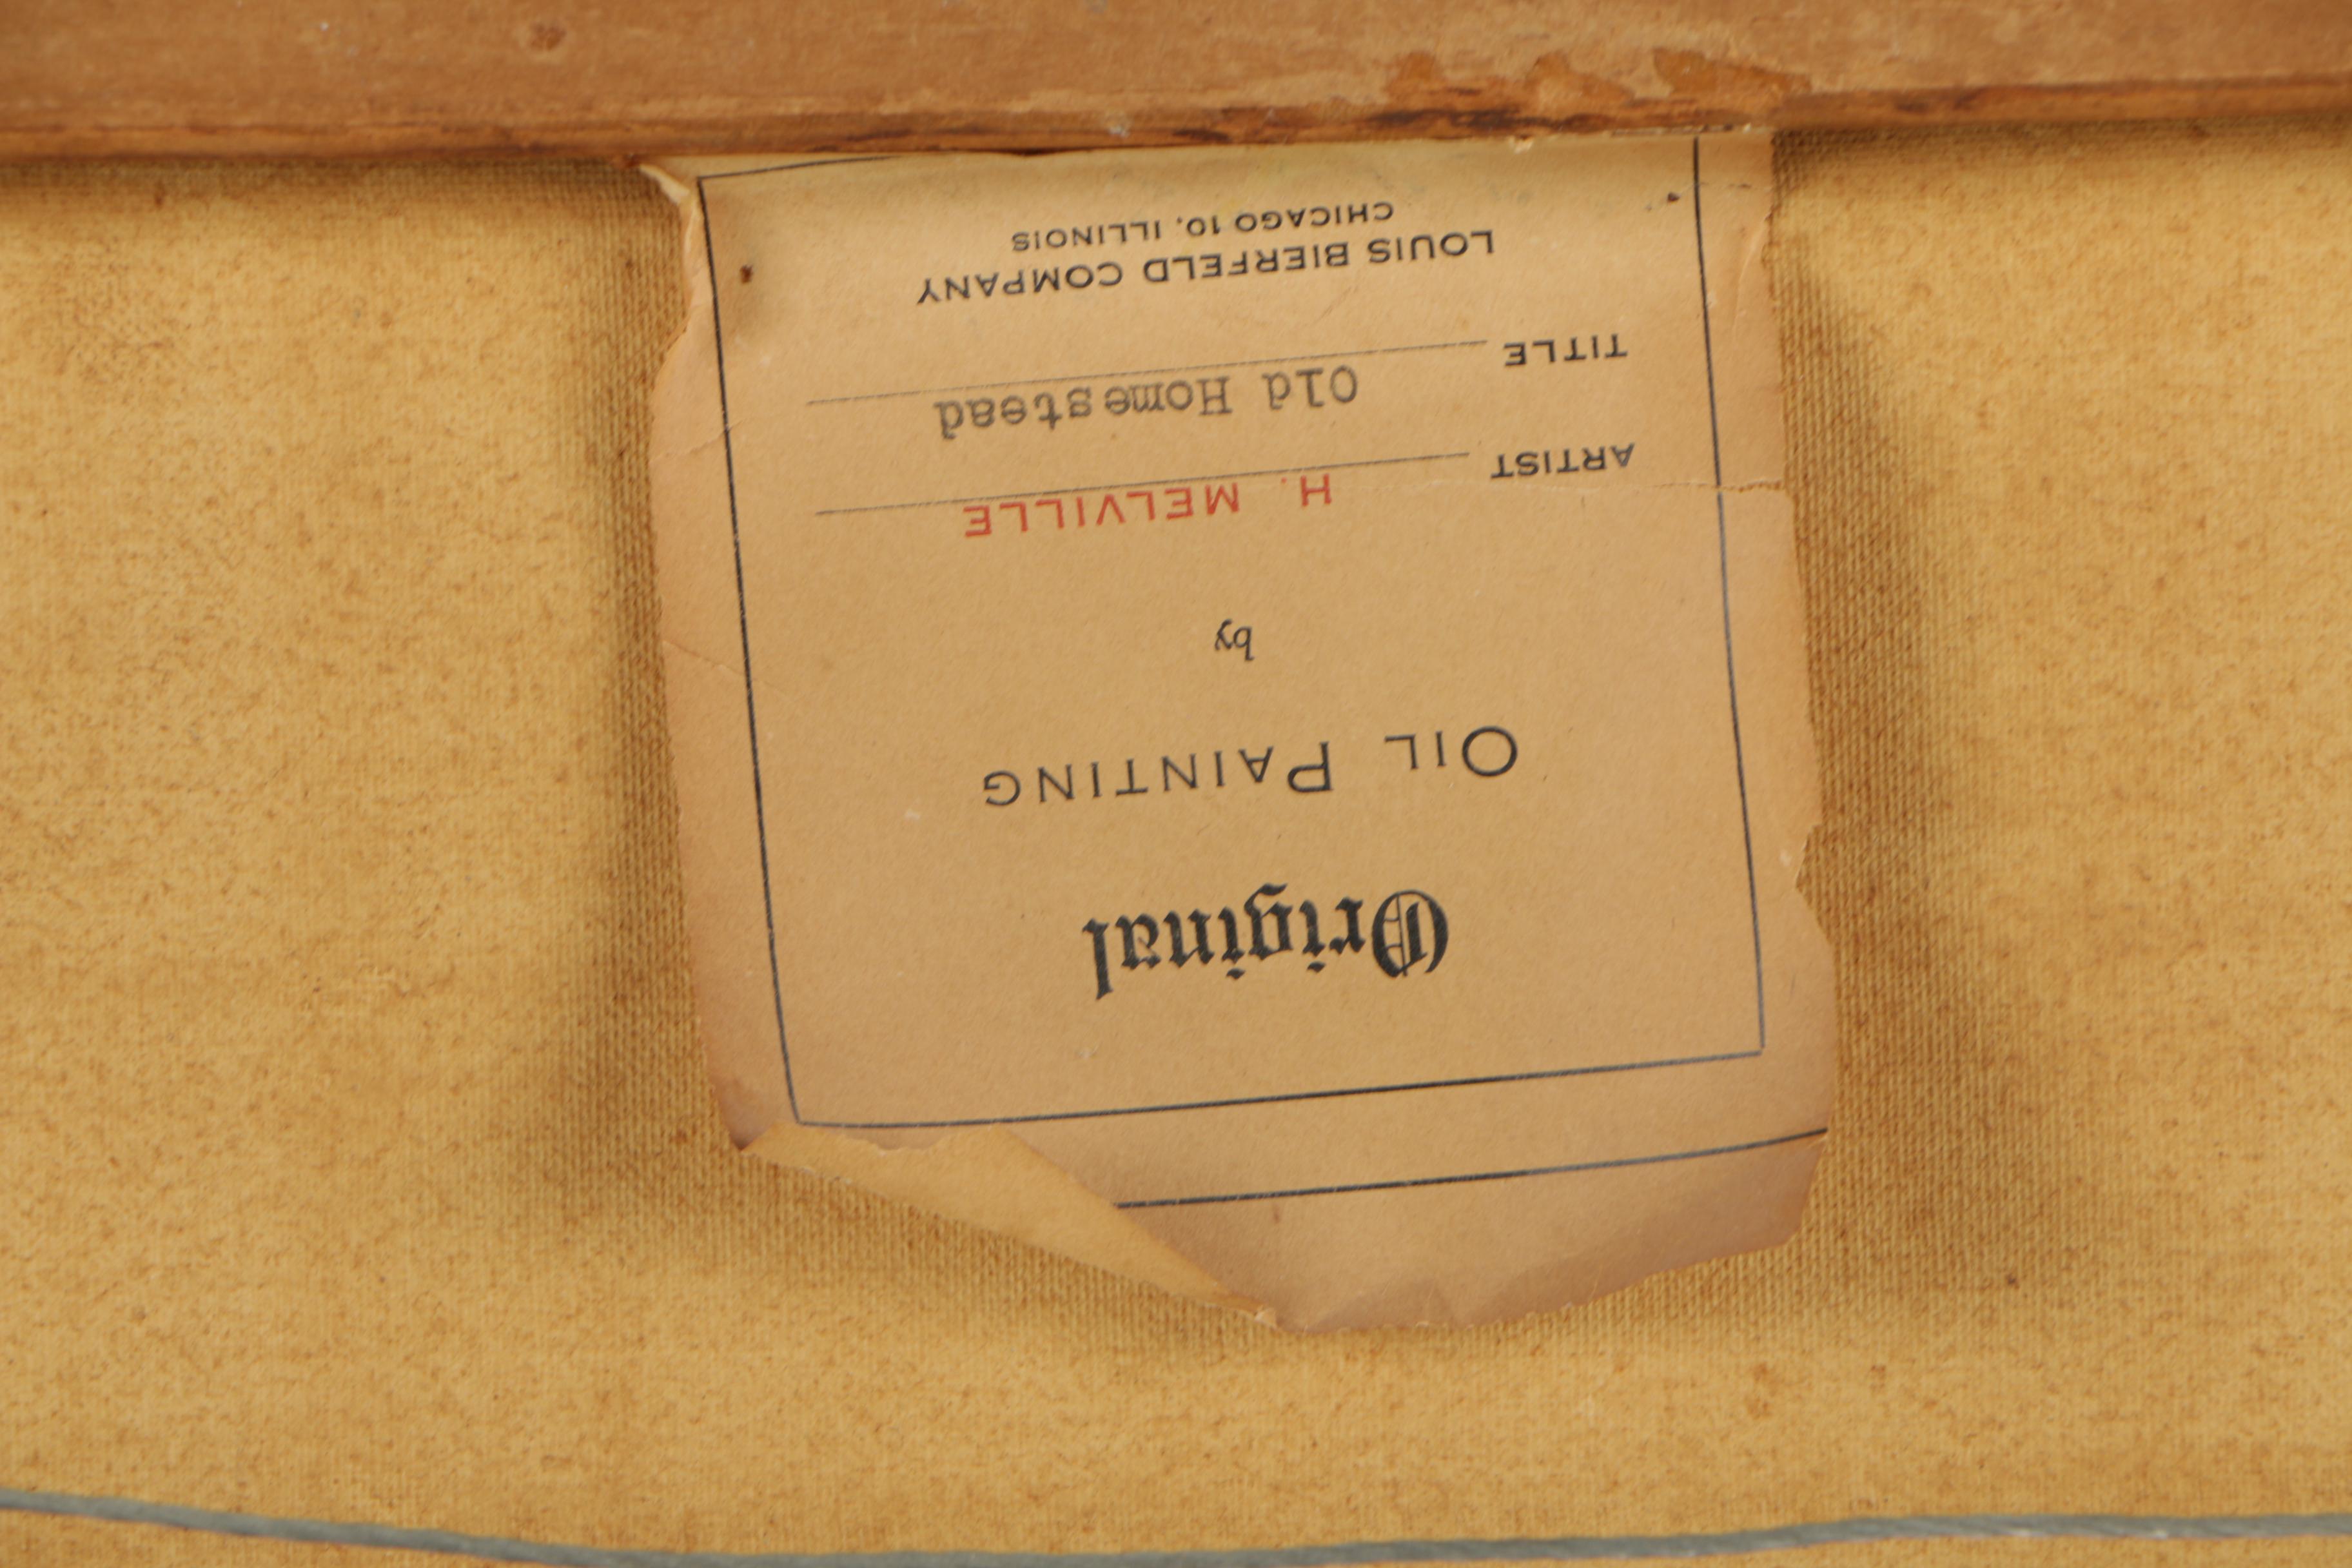 Original
OIL PAINTING
by
ARTIST H. MELVILLE
TITLE Old Homestead
LOUIS BIERFELD COMPANY
CHICAGO 10, ILLINOIS